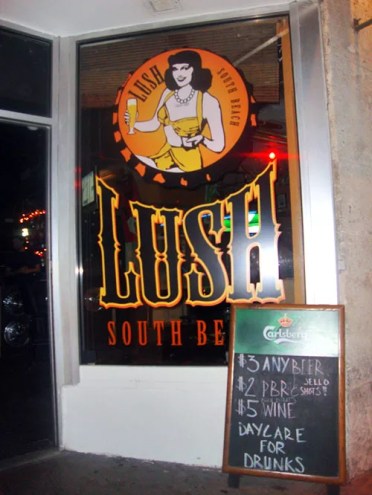 LUSH SOUTH BEACH
LUSH
SOUTH BE
Carlsberg
$3 ANY BEER
$2 PBR &
JELLO
SHOTS
$5 WINE
DAYCARE
FOR
DRUNKS